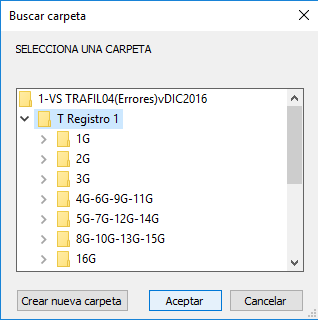 Buscar carpeta
SELECCIONA UNA CARPETA
1-VS TRAFIL04(Errores)vDIC2016
T Registro 1
1G
2G
3G
4G-6G-9G-11G
5G-7G-12G-14G
8G-10G-13G-15G
16G
Crear nueva carpeta
Aceptar
Cancelar